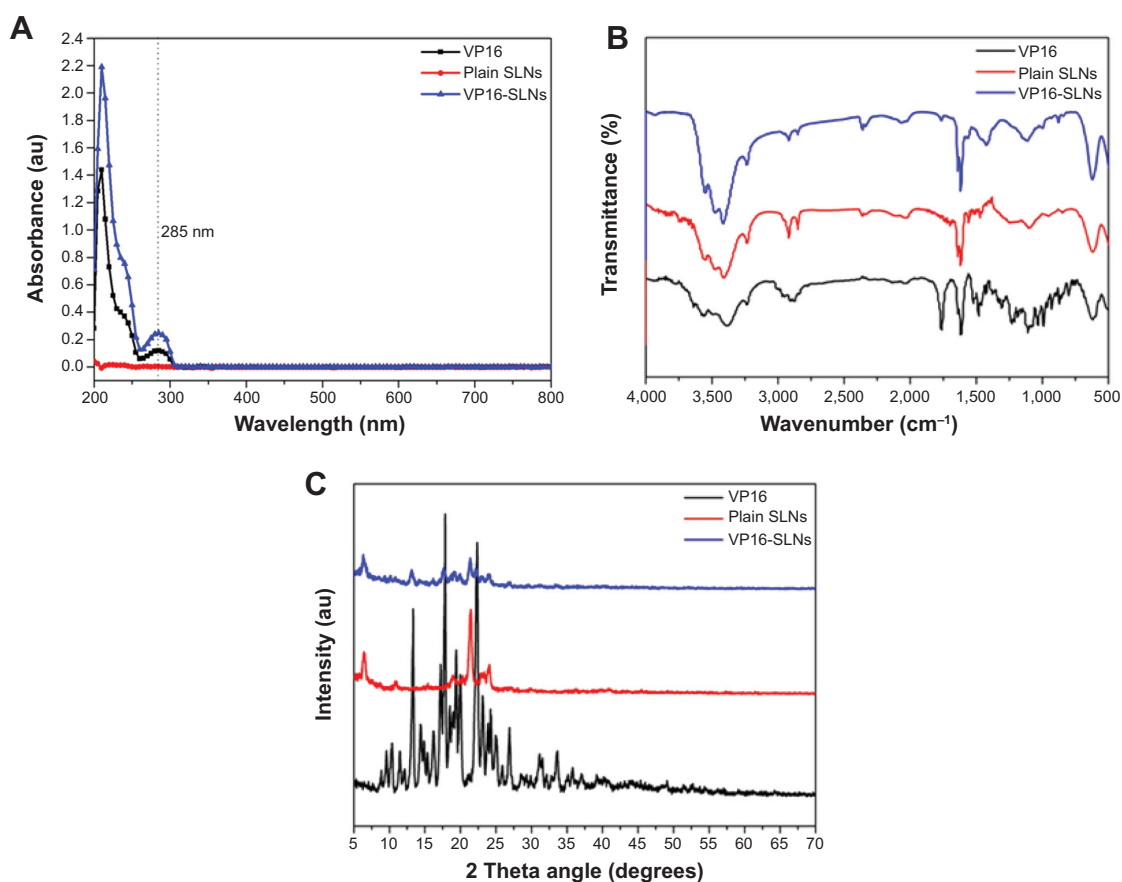 A
2.4
2.2
2.0
1.8
1.6
1.4
1.2
1.0
0.8
0.6
0.4
0.2
0.0
Absorbance (au)
VP16
Plain SLNs
VP16-SLNs
285 nm
200 300 400 500 600 700 800
Wavelength (nm)
B
Transmittance (%)
VP16
Plain SLNs
VP16-SLNs
4,000 3,500 3,000 2,500 2,000 1,500 1,000 500
Wavenumber (cm⁻¹)
C
Intensity (au)
VP16
Plain SLNs
VP16-SLNs
5 10 15 20 25 30 35 40 45 50 55 60 65 70
2 Theta angle (degrees)